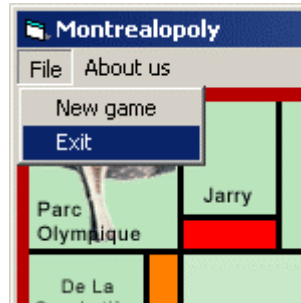 Montrealopoly
File About us
New game
Exit
Jarry
Parc
Olympique
De La